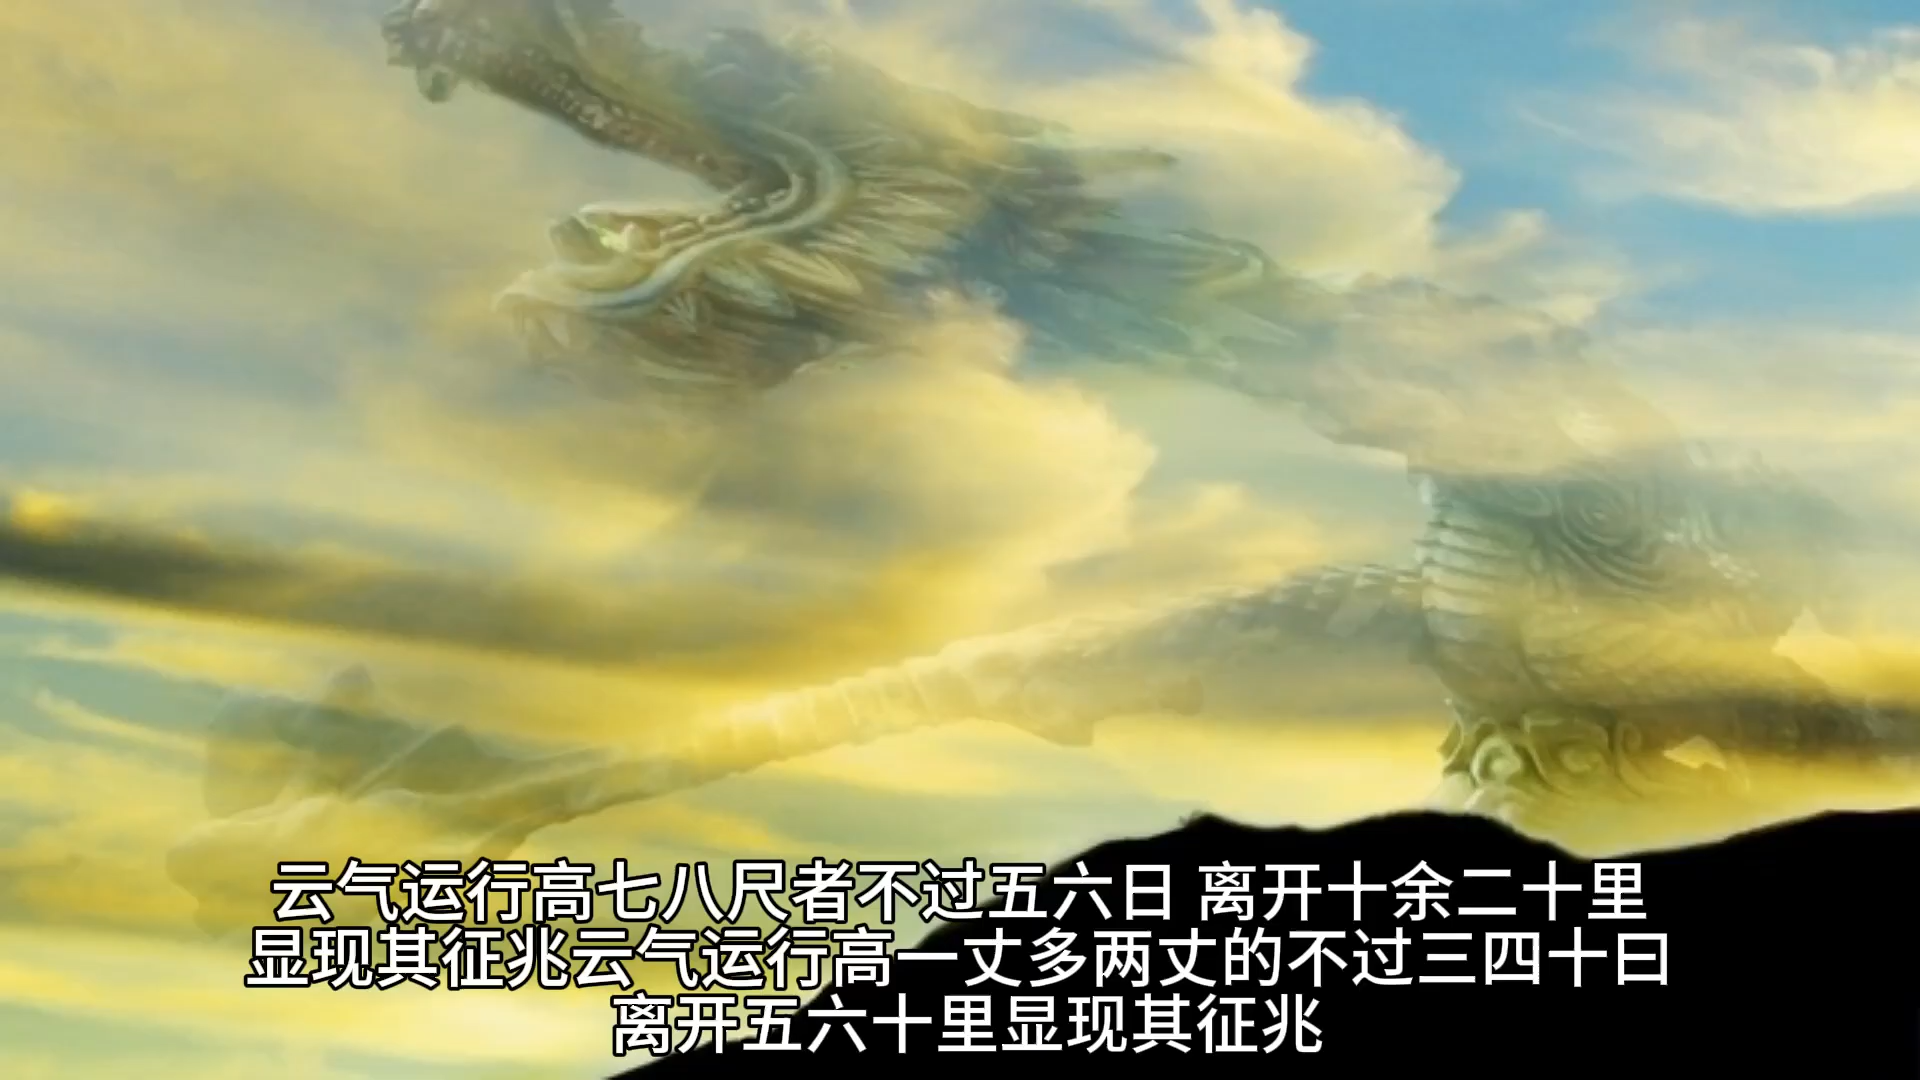 云气运行高七八尺者不过五六日 离开十余二十里
显现其征兆云气运行高一丈多两丈的不过三四十曰
离开五六十里显现其征兆